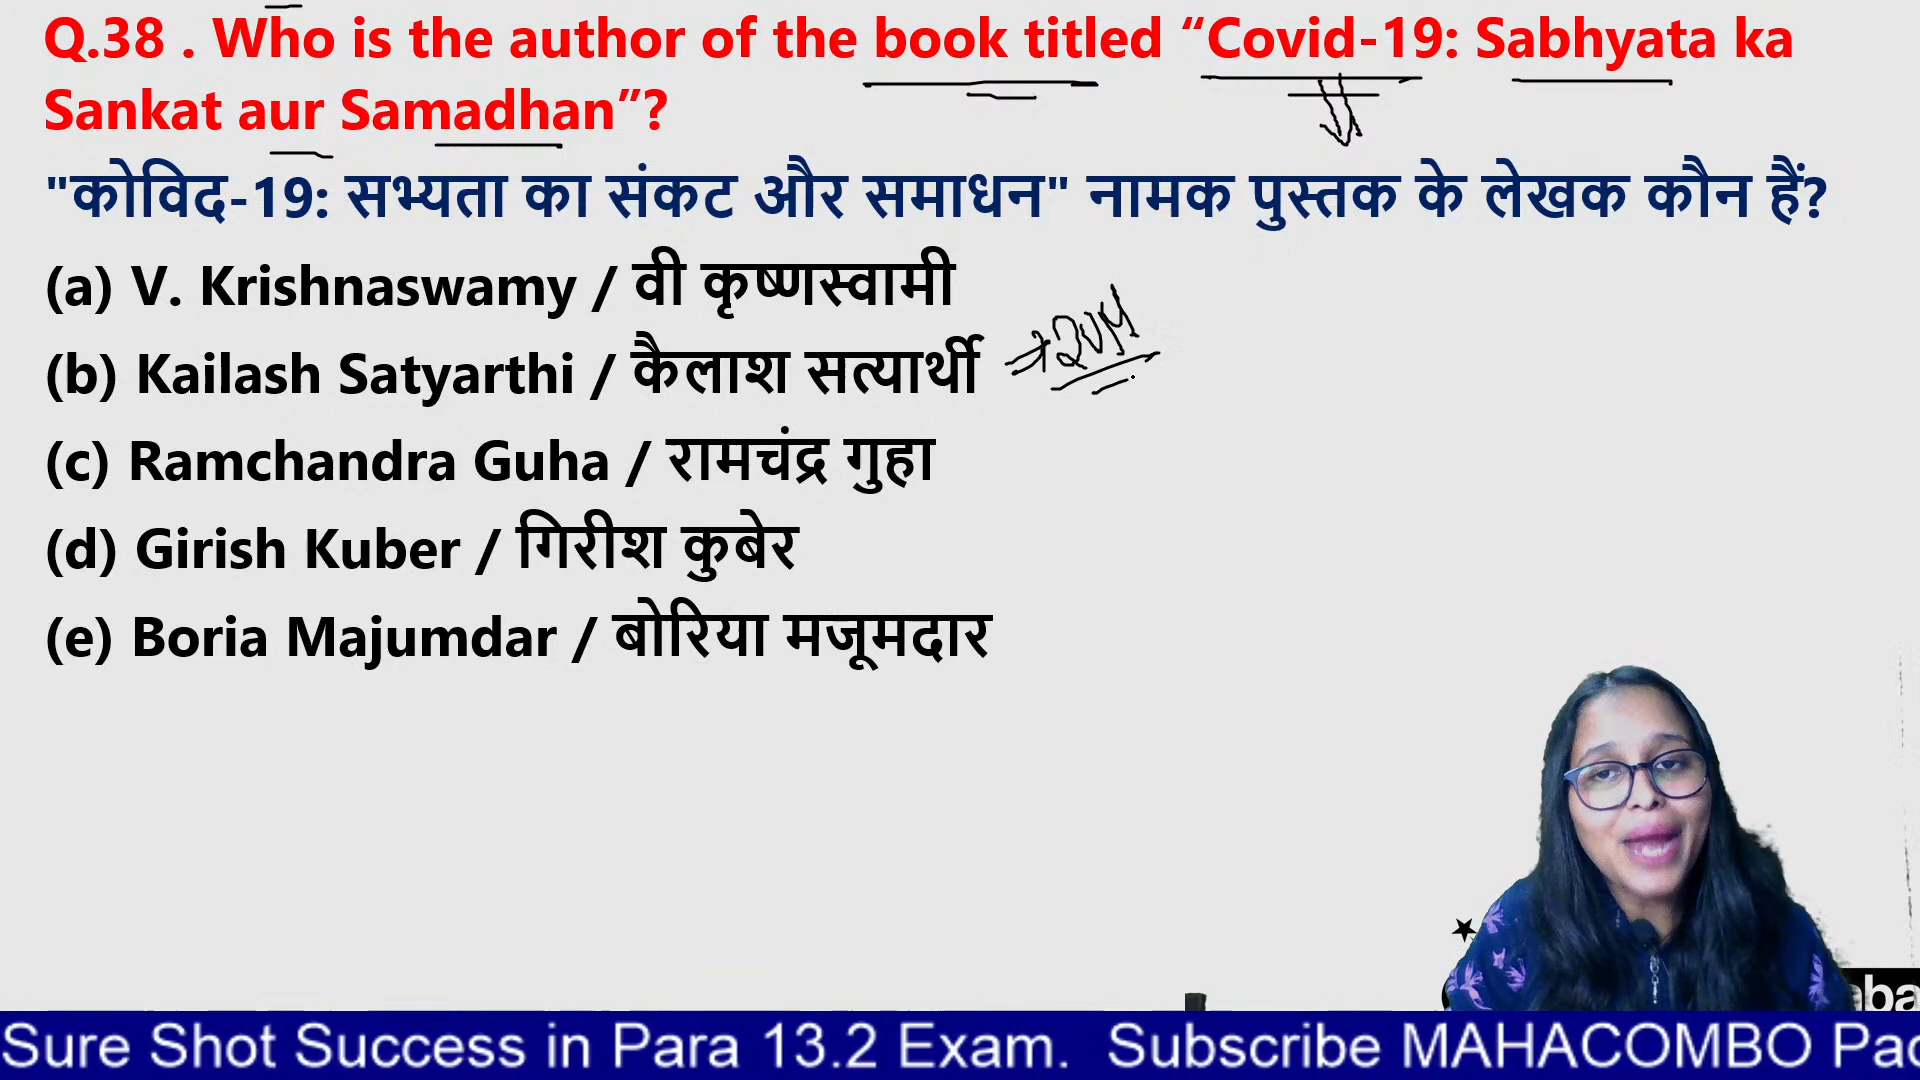 Q.38 . Who is the author of the book titled “Covid-19: Sabhyata ka
Sankat aur Samadhan”?
"कोविद-19: सभ्यता का संकट और समाधन" नामक पुस्तक के लेखक कौन हैं?
(a) V. Krishnaswamy / वी कृष्णस्वामी
(b) Kailash Satyarthi / कैलाश सत्यार्थी
(c) Ramchandra Guha / रामचंद्र गुहा
(d) Girish Kuber / गिरीश कुबेर
(e) Boria Majumdar / बोरिया मजूमदार
Sure Shot Success in Para 13.2 Exam. Subscribe MAHACOMBO